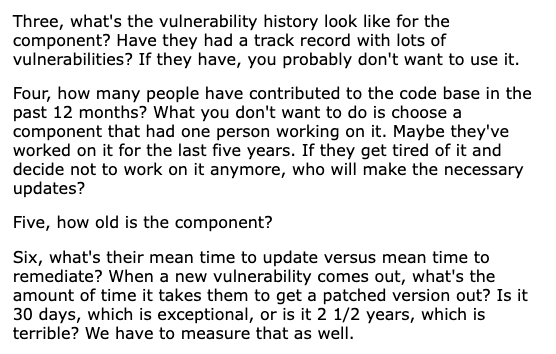 Three, what's the vulnerability history look like for the
component? Have they had a track record with lots of
vulnerabilities? If they have, you probably don't want to use it.
Four, how many people have contributed to the code base in the
past 12 months? What you don't want to do is choose a
component that had one person working on it. Maybe they've
worked on it for the last five years. If they get tired of it and
decide not to work on it anymore, who will make the necessary
updates?
Five, how old is the component?
Six, what's their mean time to update versus mean time to
remediate? When a new vulnerability comes out, what's the
amount of time it takes them to get a patched version out? Is it
30 days, which is exceptional, or is it 2 1/2 years, which is
terrible? We have to measure that as well.